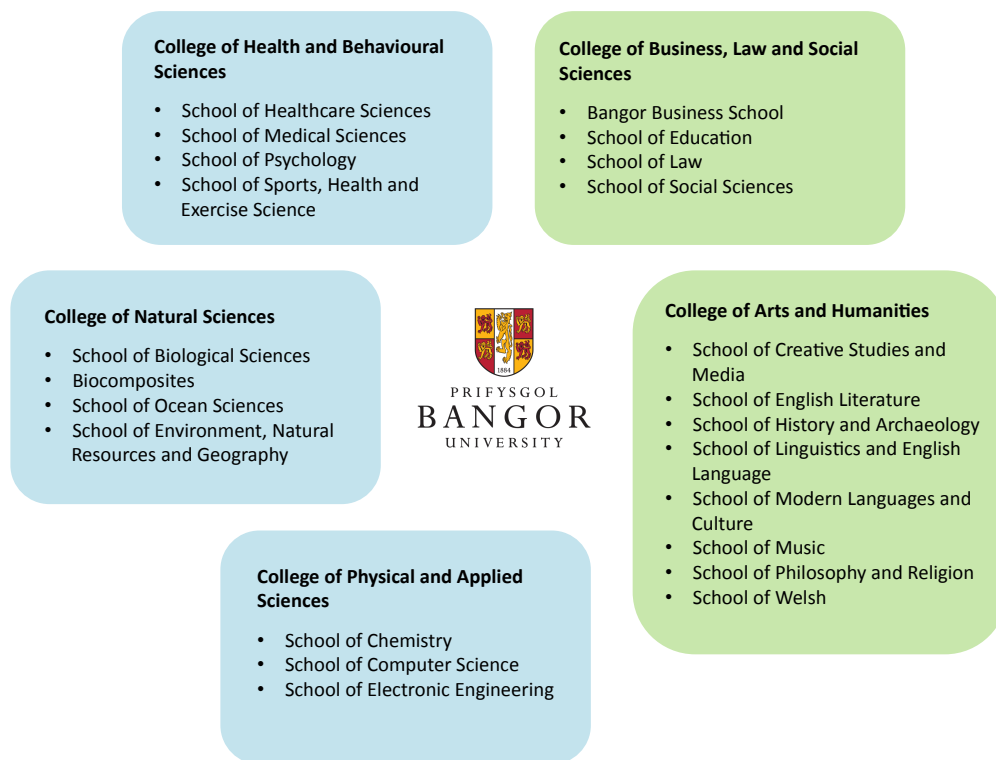 College of Health and Behavioural
Sciences
• School of Healthcare Sciences
• School of Medical Sciences
• School of Psychology
• School of Sports, Health and
Exercise Science
College of Business, Law and Social
Sciences
• Bangor Business School
• School of Education
• School of Law
• School of Social Sciences
College of Natural Sciences
• School of Biological Sciences
• Biocomposites
• School of Ocean Sciences
• School of Environment, Natural
Resources and Geography
1884
PRIFYSGOL
BANGOR
UNIVERSITY
College of Arts and Humanities
• School of Creative Studies and
Media
• School of English Literature
• School of History and Archaeology
• School of Linguistics and English
Language
• School of Modern Languages and
Culture
• School of Music
• School of Philosophy and Religion
• School of Welsh
College of Physical and Applied
Sciences
• School of Chemistry
• School of Computer Science
• School of Electronic Engineering